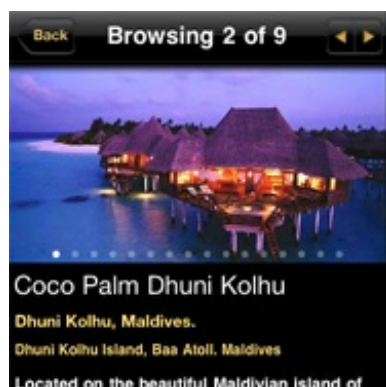 Back
Browsing 2 of 9
Coco Palm Dhuni Kolhu
Dhuni Kolhu, Maldives.
Dhuni Kolhu Island, Baa Atoll. Maldives
Located on the beautiful Maldivian island of